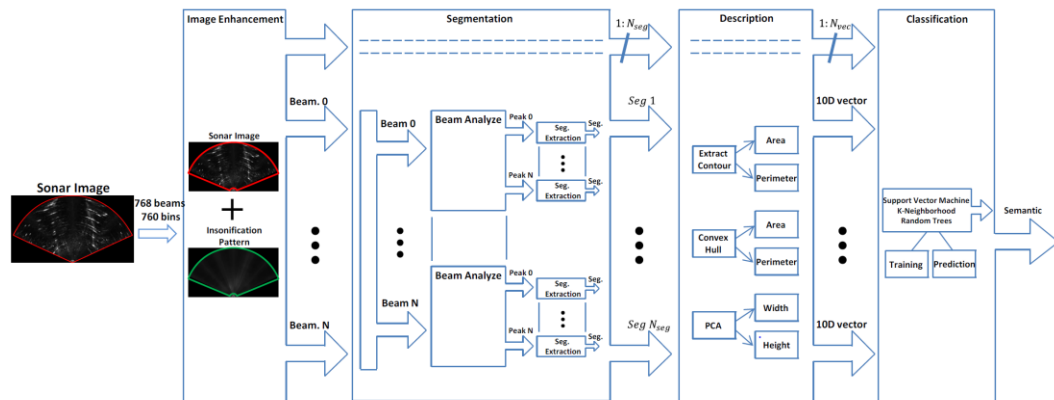 Image Enhancement
Segmentation
Description
Classification
1: N_seg
1: N_vec
Sonar Image
768 beams
760 bins
Sonar Image
+
Insonification
Pattern
Beam. 0
Beam. N
Beam 0
Beam N
Beam Analyze
Peak 0
Seg.
Extraction
Seg.
Peak N
Seg.
Extraction
Seg.
Beam Analyze
Peak 0
Seg.
Extraction
Seg.
Peak N
Seg.
Extraction
Seg.
Seg 1
Seg N_seg
Extract
Contour
Area
Perimeter
Convex
Hull
Area
Perimeter
PCA
Width
Height
10D vector
10D vector
Support Vector Machine
K-Neighborhood
Random Trees
Training
Prediction
Semantic